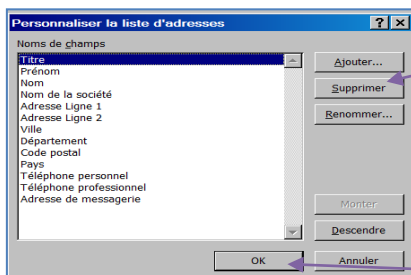 Personnaliser la liste d'adresses
Noms de champs
Titre
Prénom
Nom
Nom de la société
Adresse Ligne 1
Adresse Ligne 2
Ville
Département
Code postal
Pays
Téléphone personnel
Téléphone professionnel
Adresse de messagerie
Ajouter...
Supprimer
Renommer...
Monter
Descendre
OK
Annuler